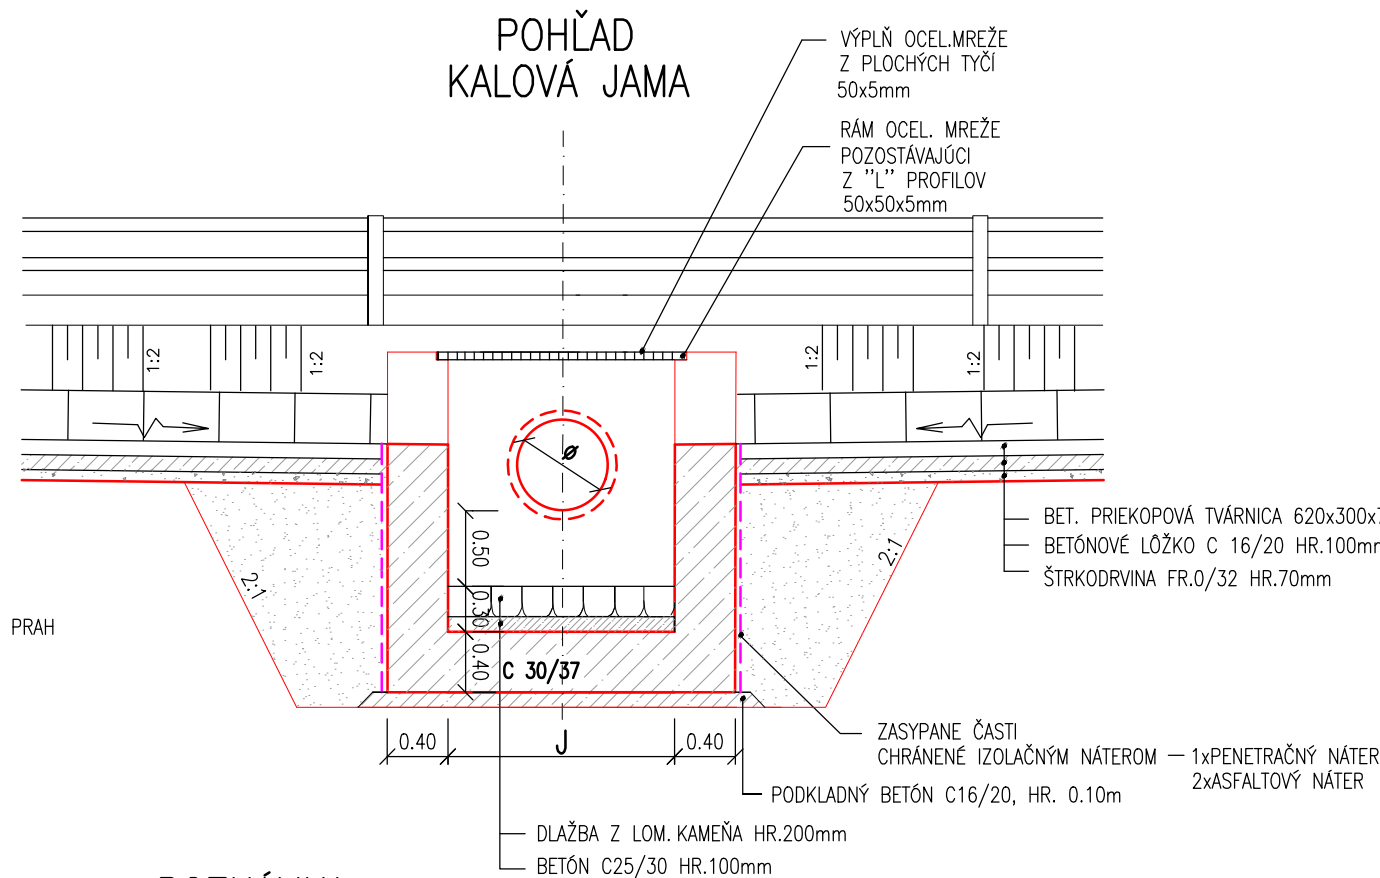 POHĽAD
KALOVÁ JAMA
VÝPLŇ OCEL.MREŽE
Z PLOCHÝCH TYČÍ
50x5mm
RÁM OCEL. MREŽE
POZOSTÁVAJÚCI
Z "L" PROFILOV
50x50x5mm
1:2
1:2
1:2
1:2
ø
0.50
0.30
0.40
C 30/37
2:1
2:1
PRAH
BET. PRIEKOPOVÁ TVÁRNICA 620x300x
BETÓNOVÉ LÔŽKO C 16/20 HR.100mm
ŠTRKODRVINA FR.0/32 HR.70mm
0.40
J
0.40
ZASYPANE ČASTI
CHRÁNENÉ IZOLAČNÝM NÁTEROM – 1xPENETRAČNÝ NÁTER
2xASFALTOVÝ NÁTER
PODKLADNÝ BETÓN C16/20, HR. 0.10m
DLAŽBA Z LOM. KAMEŇA HR.200mm
BETÓN C25/30 HR.100mm